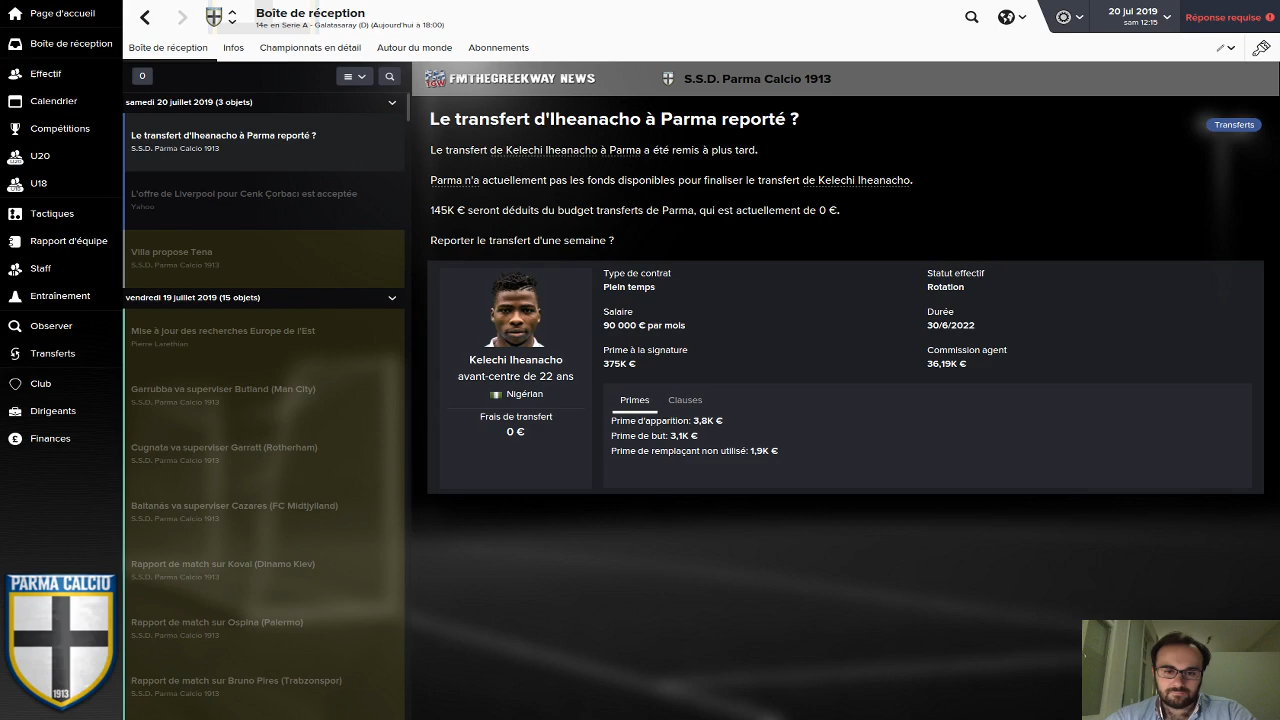 Page d'accueil
Boîte de réception
Effectif
Calendrier
Compétitions
U20
U18
Tactiques
Rapport d'équipe
Staff
Entraînement
Observer
Transferts
Club
Dirigeants
Finances
PARMA CALCIO
1913
Boîte de réception
14e en Serie A - Galatasaray (D) (Aujourd'hui à 18:00)
20 jul 2019
sam 12:15
Réponse requise
Boîte de réception Infos Championnats en détail Autour du monde Abonnements
0
samedi 20 juillet 2019 (3 objets)
Le transfert d'Iheanacho à Parma reporté ?
S.S.D. Parma Calcio 1913
L'offre de Liverpool pour Cenk Çorbacı est acceptée
Yahoo
Villa propose Tena
S.S.D. Parma Calcio 1913
vendredi 19 juillet 2019 (15 objets)
Mise à jour des recherches Europe de l'Est
Pierre Larethian
Garrubba va superviser Butland (Man City)
S.S.D. Parma Calcio 1913
Cugnata va superviser Garratt (Rotherham)
S.S.D. Parma Calcio 1913
Baltanás va superviser Cazares (FC Midtjylland)
S.S.D. Parma Calcio 1913
Rapport de match sur Koval (Dinamo Kiev)
S.S.D. Parma Calcio 1913
Rapport de match sur Ospina (Palermo)
S.S.D. Parma Calcio 1913
Rapport de match sur Bruno Pires (Trabzonspor)
S.S.D. Parma Calcio 1913
FMTHEGREEKWAY NEWS
S.S.D. Parma Calcio 1913
Le transfert d'Iheanacho à Parma reporté ?
Transferts
Le transfert de Kelechi Iheanacho à Parma a été remis à plus tard.
Parma n'a actuellement pas les fonds disponibles pour finaliser le transfert de Kelechi Iheanacho.
145K € seront déduits du budget transferts de Parma, qui est actuellement de 0 €.
Reporter le transfert d'une semaine ?
Kelechi Iheanacho
avant-centre de 22 ans
Nigérian
Frais de transfert
0 €
Type de contrat
Plein temps
Statut effectif
Rotation
Salaire
90 000 € par mois
Durée
30/6/2022
Prime à la signature
375K €
Commission agent
36,19K €
Primes Clauses
Prime d'apparition: 3,8K €
Prime de but: 3,1K €
Prime de remplaçant non utilisé: 1,9K €